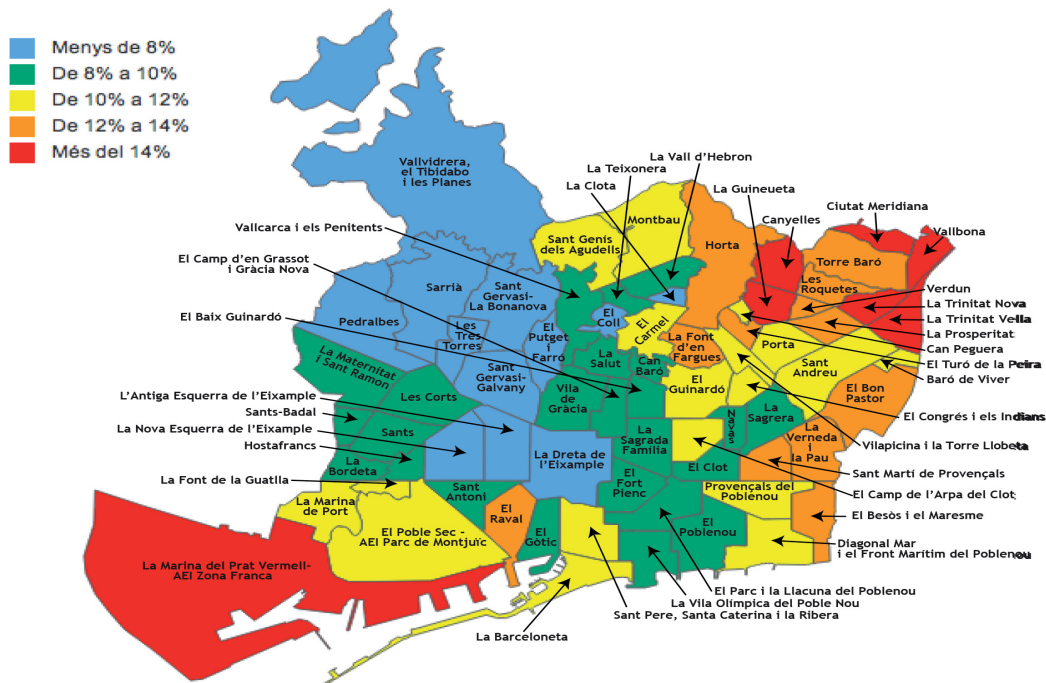 Menys de 8%
De 8% a 10%
De 10% a 12%
De 12% a 14%
Més del 14%
Vallvidrera,
el Tibidabo
i les Planes
La Vall d'Hebron
La Teixonera
La Clota
La Guineueta
Ciutat Meridiana
Canyelles
Vallbona
Montbau
Vallcarca i els Penitents
Sant Genís
dels Agudells
Horta
Torre Baró
El Camp d'en Grassot
i Gràcia Nova
Sarrià
Sant
Gervasi-
La Bonanova
Les
Roquetes
Verdun
La Trinitat Nova
El Baix Guinardó
Pedralbes
Les
Tres
Torres
El
Putget
i
Farró
El
Coll
El
Carmel
La Trinitat Vella
La Prosperitat
La Font
d'en
Fargues
Porta
Can Peguera
La Maternitat
i Sant Ramon
Sant
Gervasi-
Galvany
La
Salut
Can
Baró
Sant
Andreu
El Turó de la Peira
Baró de Viver
L'Antiga Esquerra de l'Eixample
Les Corts
Vila
de
Gràcia
El
Guinardó
El Bon
Pastor
Sants-Badal
La Nova Esquerra de l'Eixample
Sants
Navas
La
Sagrera
El Congrés i els Indians
Hostafrancs
La
Sagrada
Família
La
Verneda
i
la Pau
Vilapicina i la Torre Llobeta
La Dreta de
l'Eixample
La
Bordeta
El Clot
Sant Martí de Provençals
La Font de la Guatlla
Sant
Antoni
El
Fort
Pienc
Provençals del
Poblenou
El Camp de l'Arpa del Clot
La Marina
de Port
El
Raval
El Besòs i el Maresme
El Poble Sec -
AEI Parc de Montjuïc
El
Gòtic
El
Poblenou
Diagonal Mar
i el Front Marítim del Poblenou
La Marina del Prat Vermell-
AEI Zona Franca
El Parc i la Llacuna del Poblenou
La Vila Olímpica del Poble Nou
Sant Pere, Santa Caterina i la Ribera
La Barceloneta